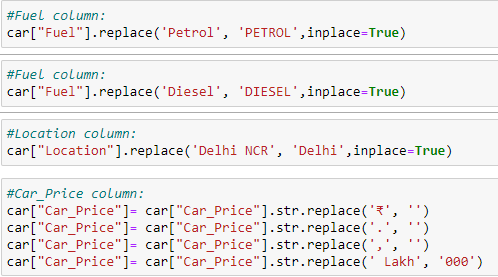 #Fuel column:
car["Fuel"].replace('Petrol', 'PETROL',inplace=True)
#Fuel column:
car["Fuel"].replace('Diesel', 'DIESEL',inplace=True)
#Location column:
car["Location"].replace('Delhi NCR', 'Delhi',inplace=True)
#Car_Price column:
car["Car_Price"]= car["Car_Price"].str.replace('₹', '')
car["Car_Price"]= car["Car_Price"].str.replace('.', '')
car["Car_Price"]= car["Car_Price"].str.replace(',', '')
car["Car_Price"]= car["Car_Price"].str.replace(' Lakh', '000')